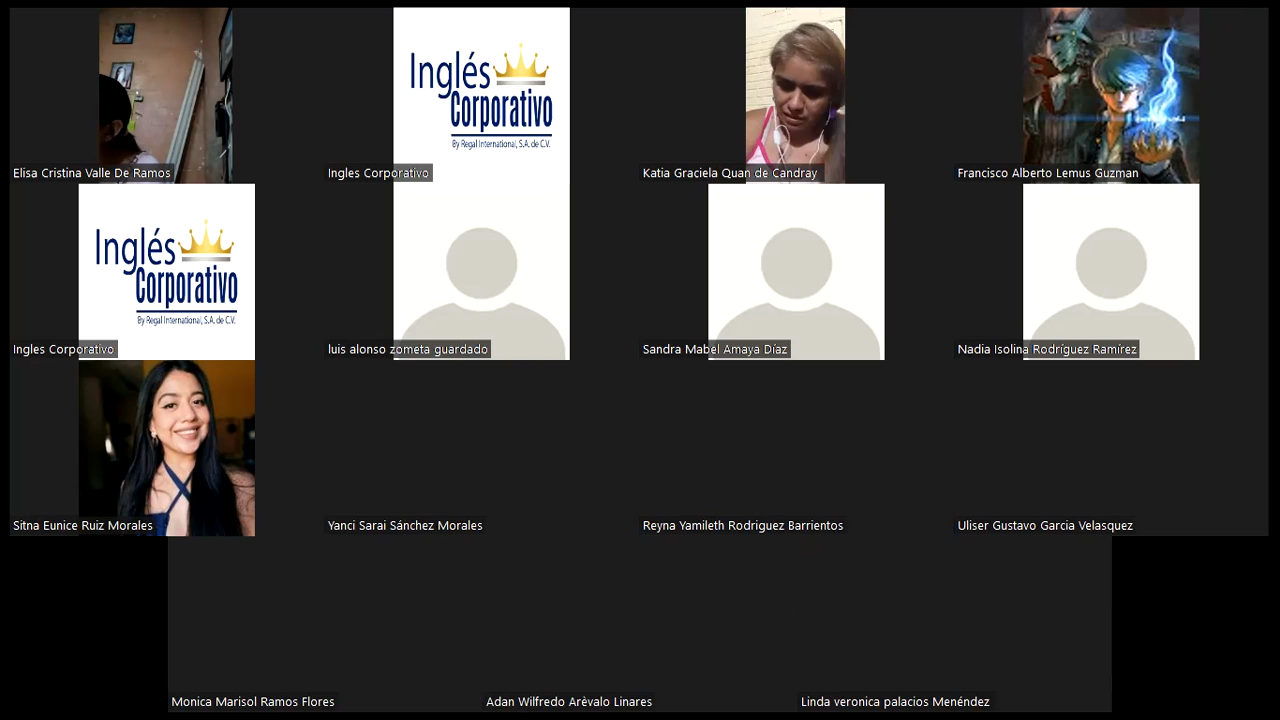 Inglés
Corporativo
By Regal International, S.A. de C.V.
Elisa Cristina Valle De Ramos
Ingles Corporativo
Katia Graciela Quan de Candray
Francisco Alberto Lemus Guzman
Inglés
Corporativo
By Regal International, S.A. de C.V.
Ingles Corporativo
luis alonso zometa guardado
Sandra Mabel Amaya Díaz
Nadia Isolina Rodríguez Ramírez
Sitna Eunice Ruiz Morales
Yanci Sarai Sánchez Morales
Reyna Yamileth Rodriguez Barrientos
Uliser Gustavo Garcia Velasquez
Monica Marisol Ramos Flores
Adan Wilfredo Arèvalo Linares
Linda veronica palacios Menéndez